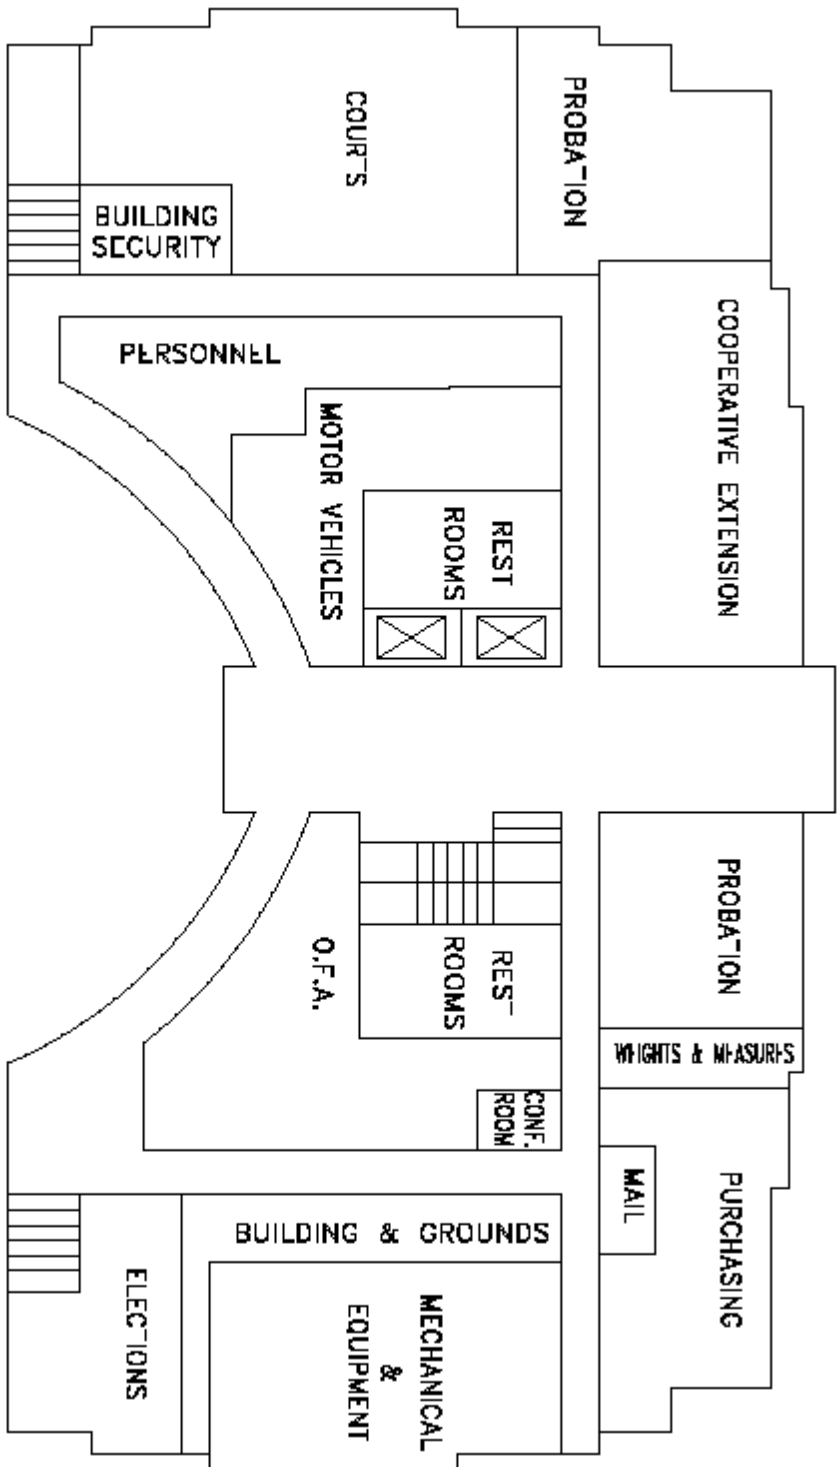 COURTS
PROBATION
BUILDING
SECURITY
PERSONNEL
COOPERATIVE EXTENSION
MOTOR VEHICLES
REST
ROOMS
PROBATION
O.F.A.
REST
ROOMS
WEIGHTS & MEASURES
CONF.
ROOM
MAIL
PURCHASING
BUILDING & GROUNDS
ELECTIONS
MECHANICAL
&
EQUIPMENT